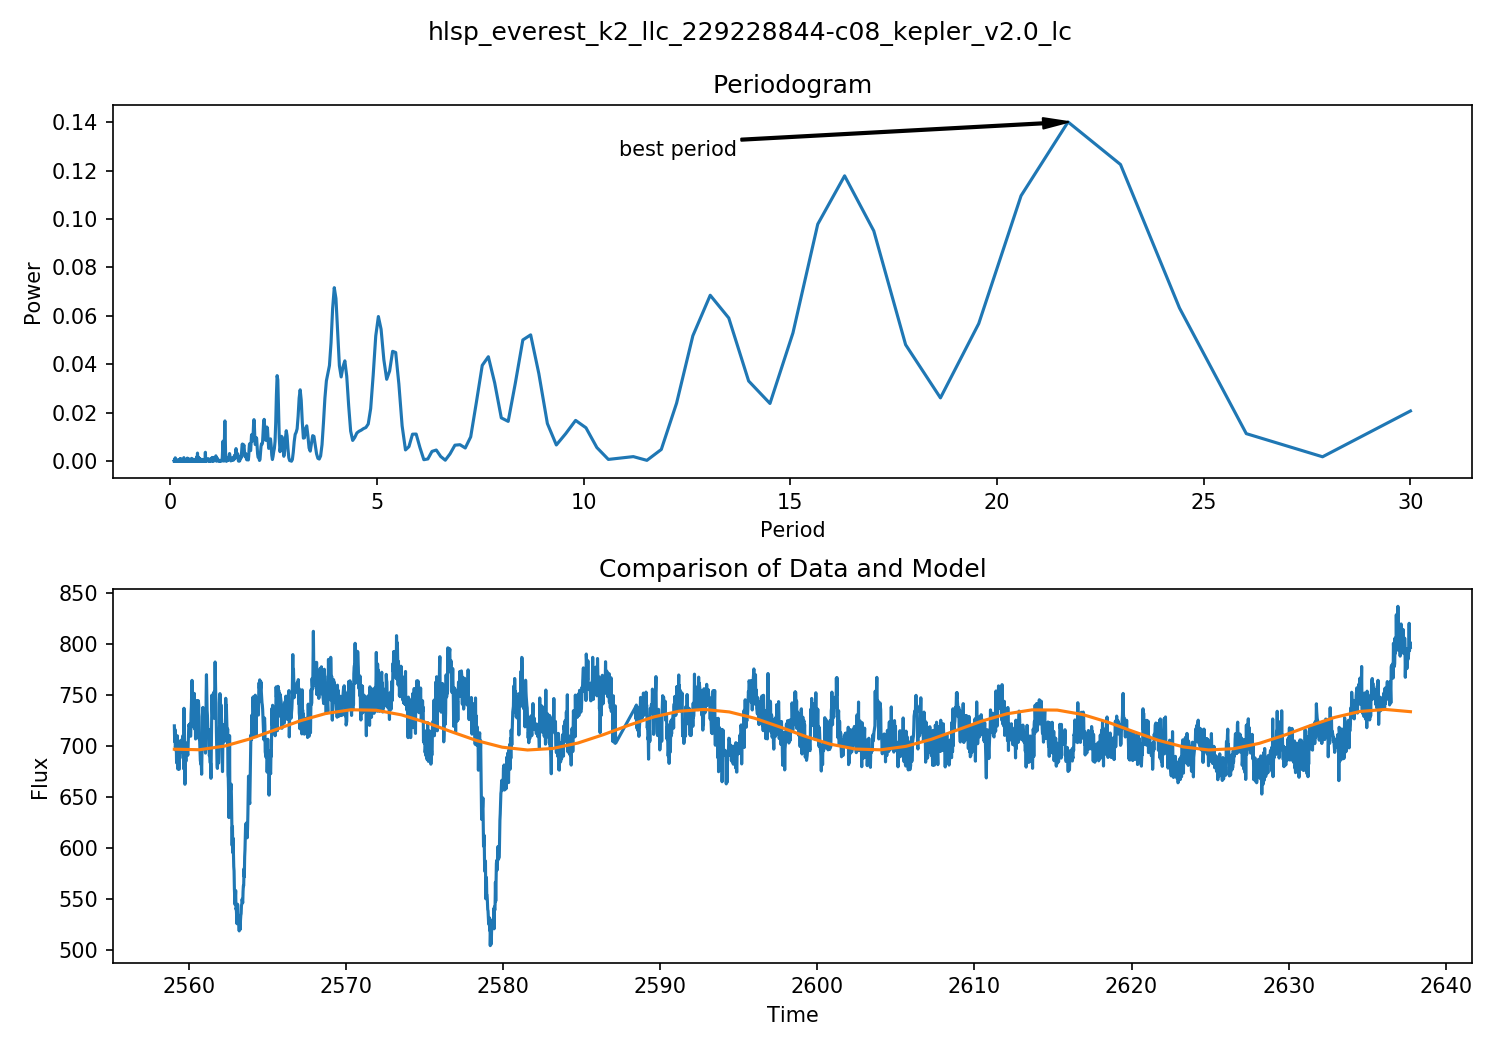 hlsp_everest_k2_llc_229228844-c08_kepler_v2.0_lc
Periodogram
0.14
0.12
0.10
0.08
0.06
0.04
0.02
0.00
Power
best period
0 5 10 15 20 25 30
Period
Comparison of Data and Model
850
800
750
700
650
600
550
500
Flux
2560 2570 2580 2590 2600 2610 2620 2630 2640
Time